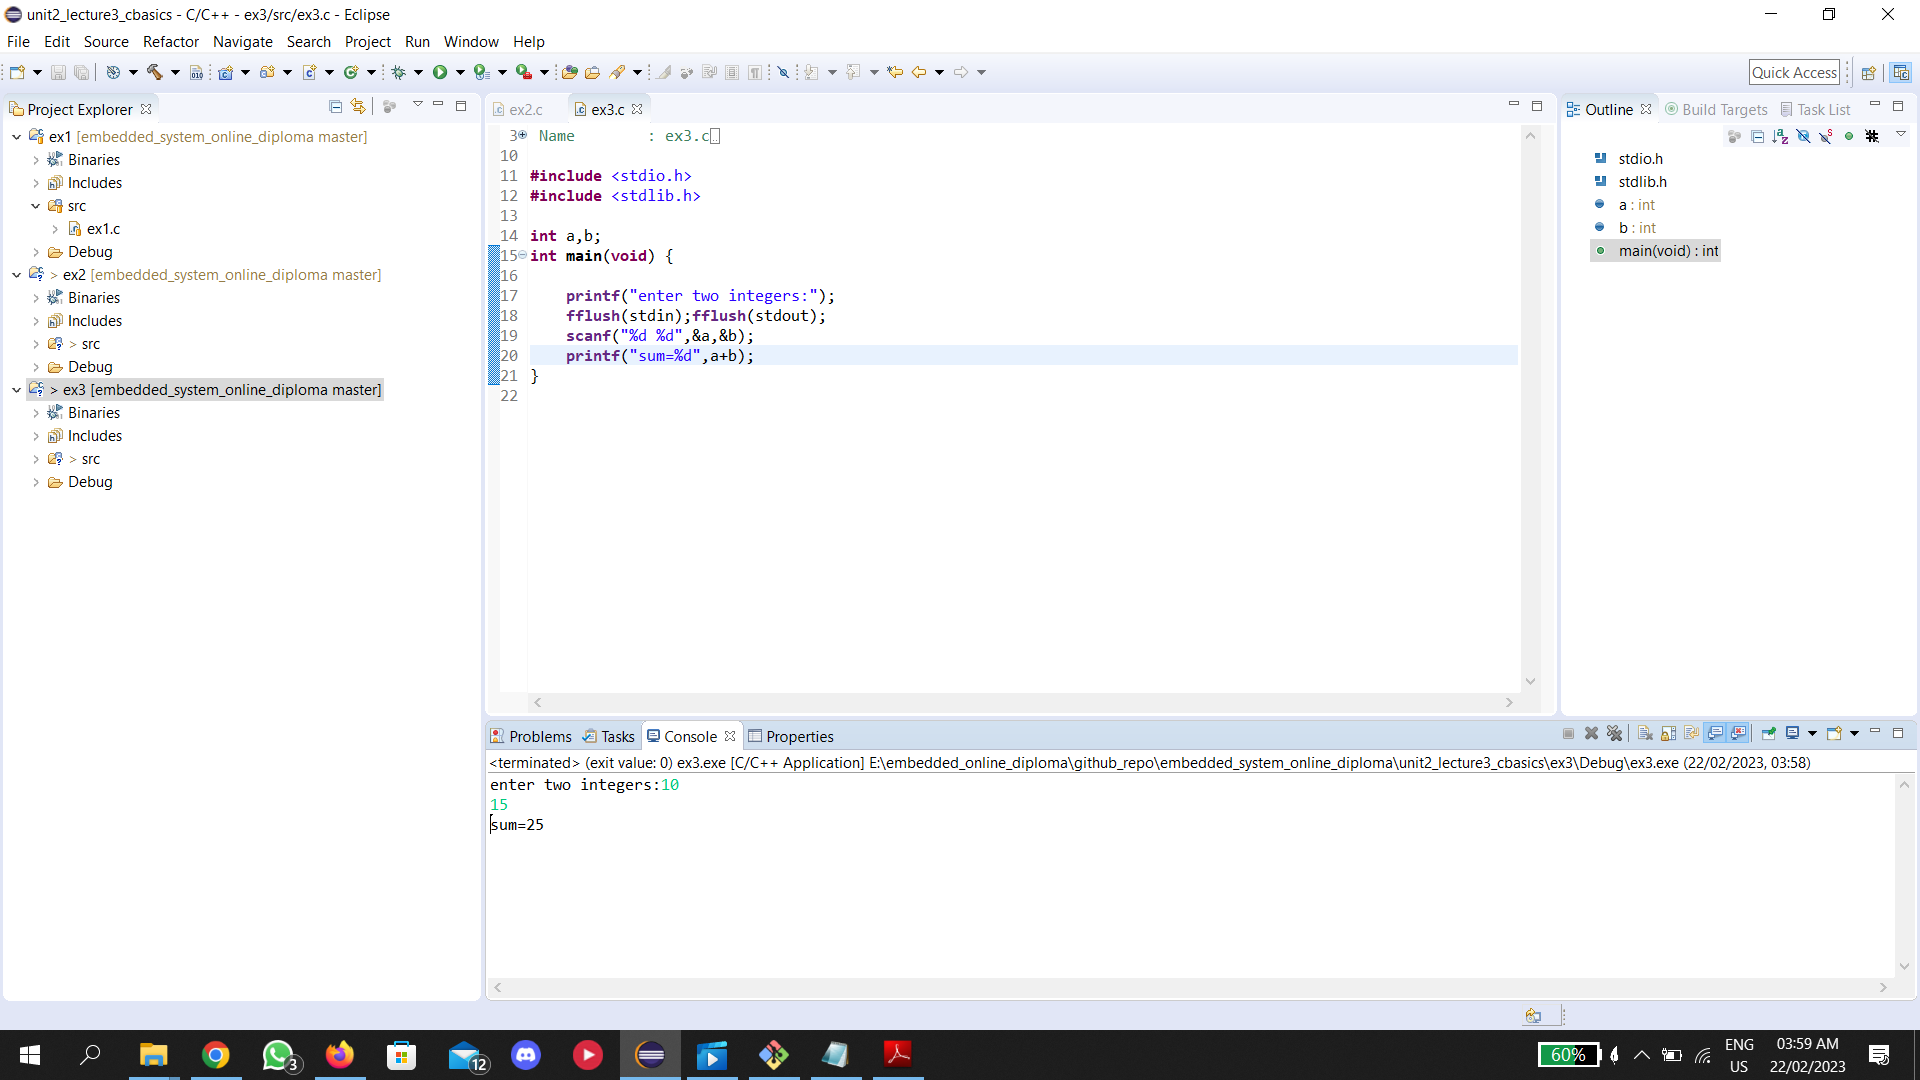 unit2_lecture3_cbasics - C/C++ - ex3/src/ex3.c - Eclipse
File Edit Source Refactor Navigate Search Project Run Window Help
Quick Access
Project Explorer
ex1 [embedded_system_online_diploma master]
Binaries
Includes
src
ex1.c
Debug
> ex2 [embedded_system_online_diploma master]
Binaries
Includes
> src
Debug
> ex3 [embedded_system_online_diploma master]
Binaries
Includes
> src
Debug
ex2.c ex3.c
3 Name : ex3.c
10
11 #include <stdio.h>
12 #include <stdlib.h>
13
14 int a,b;
15 int main(void) {
16
17 printf("enter two integers:");
18 fflush(stdin);fflush(stdout);
19 scanf("%d %d",&a,&b);
20 printf("sum=%d",a+b);
21 }
22
Outline Build Targets Task List
stdio.h
stdlib.h
a : int
b : int
main(void) : int
Problems Tasks Console Properties
<terminated> (exit value: 0) ex3.exe [C/C++ Application] E:\embedded_online_diploma\github_repo\embedded_system_online_diploma\unit2_lecture3_cbasics\ex3\Debug\ex3.exe (22/02/2023, 03:58)
enter two integers:10
15
sum=25
3
12
60%
ENG
US
03:59 AM
22/02/2023